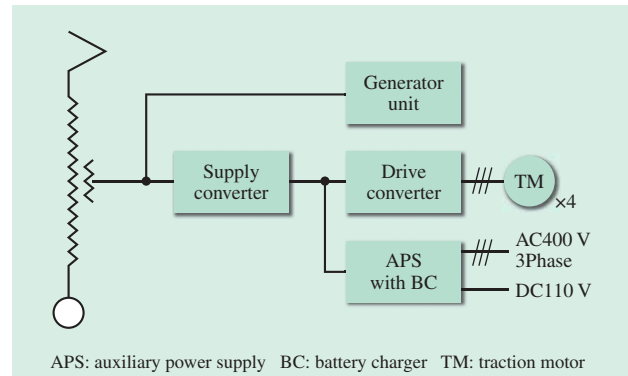 Generator
unit
Supply
converter
Drive
converter
TM
×4
APS
with BC
AC400 V
3Phase
DC110 V
APS: auxiliary power supply BC: battery charger TM: traction motor